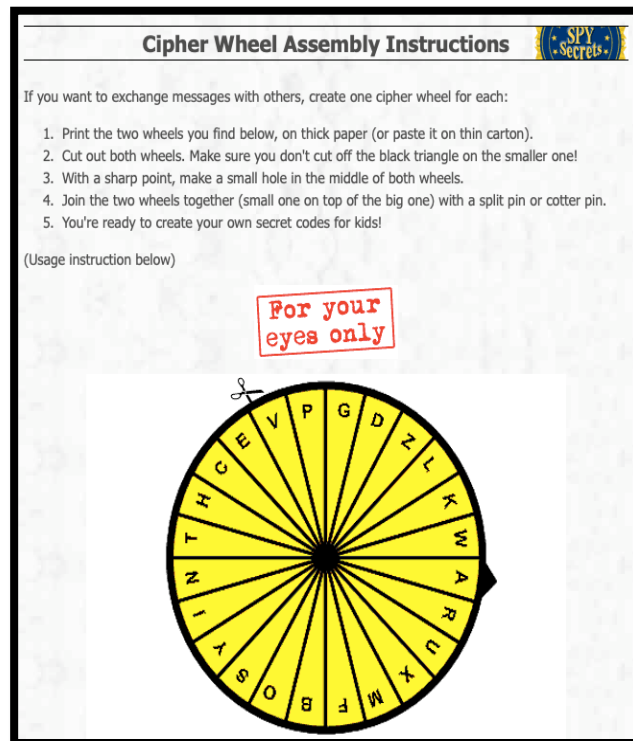 Cipher Wheel Assembly Instructions
SPY
Secrets
If you want to exchange messages with others, create one cipher wheel for each:
1. Print the two wheels you find below, on thick paper (or paste it on thin carton).
2. Cut out both wheels. Make sure you don't cut off the black triangle on the smaller one!
3. With a sharp point, make a small hole in the middle of both wheels.
4. Join the two wheels together (small one on top of the big one) with a split pin or cotter pin.
5. You're ready to create your own secret codes for kids!
(Usage instruction below)
For your
eyes only
G D Z L K W A R U X M F B O S Y I N T H C E V P